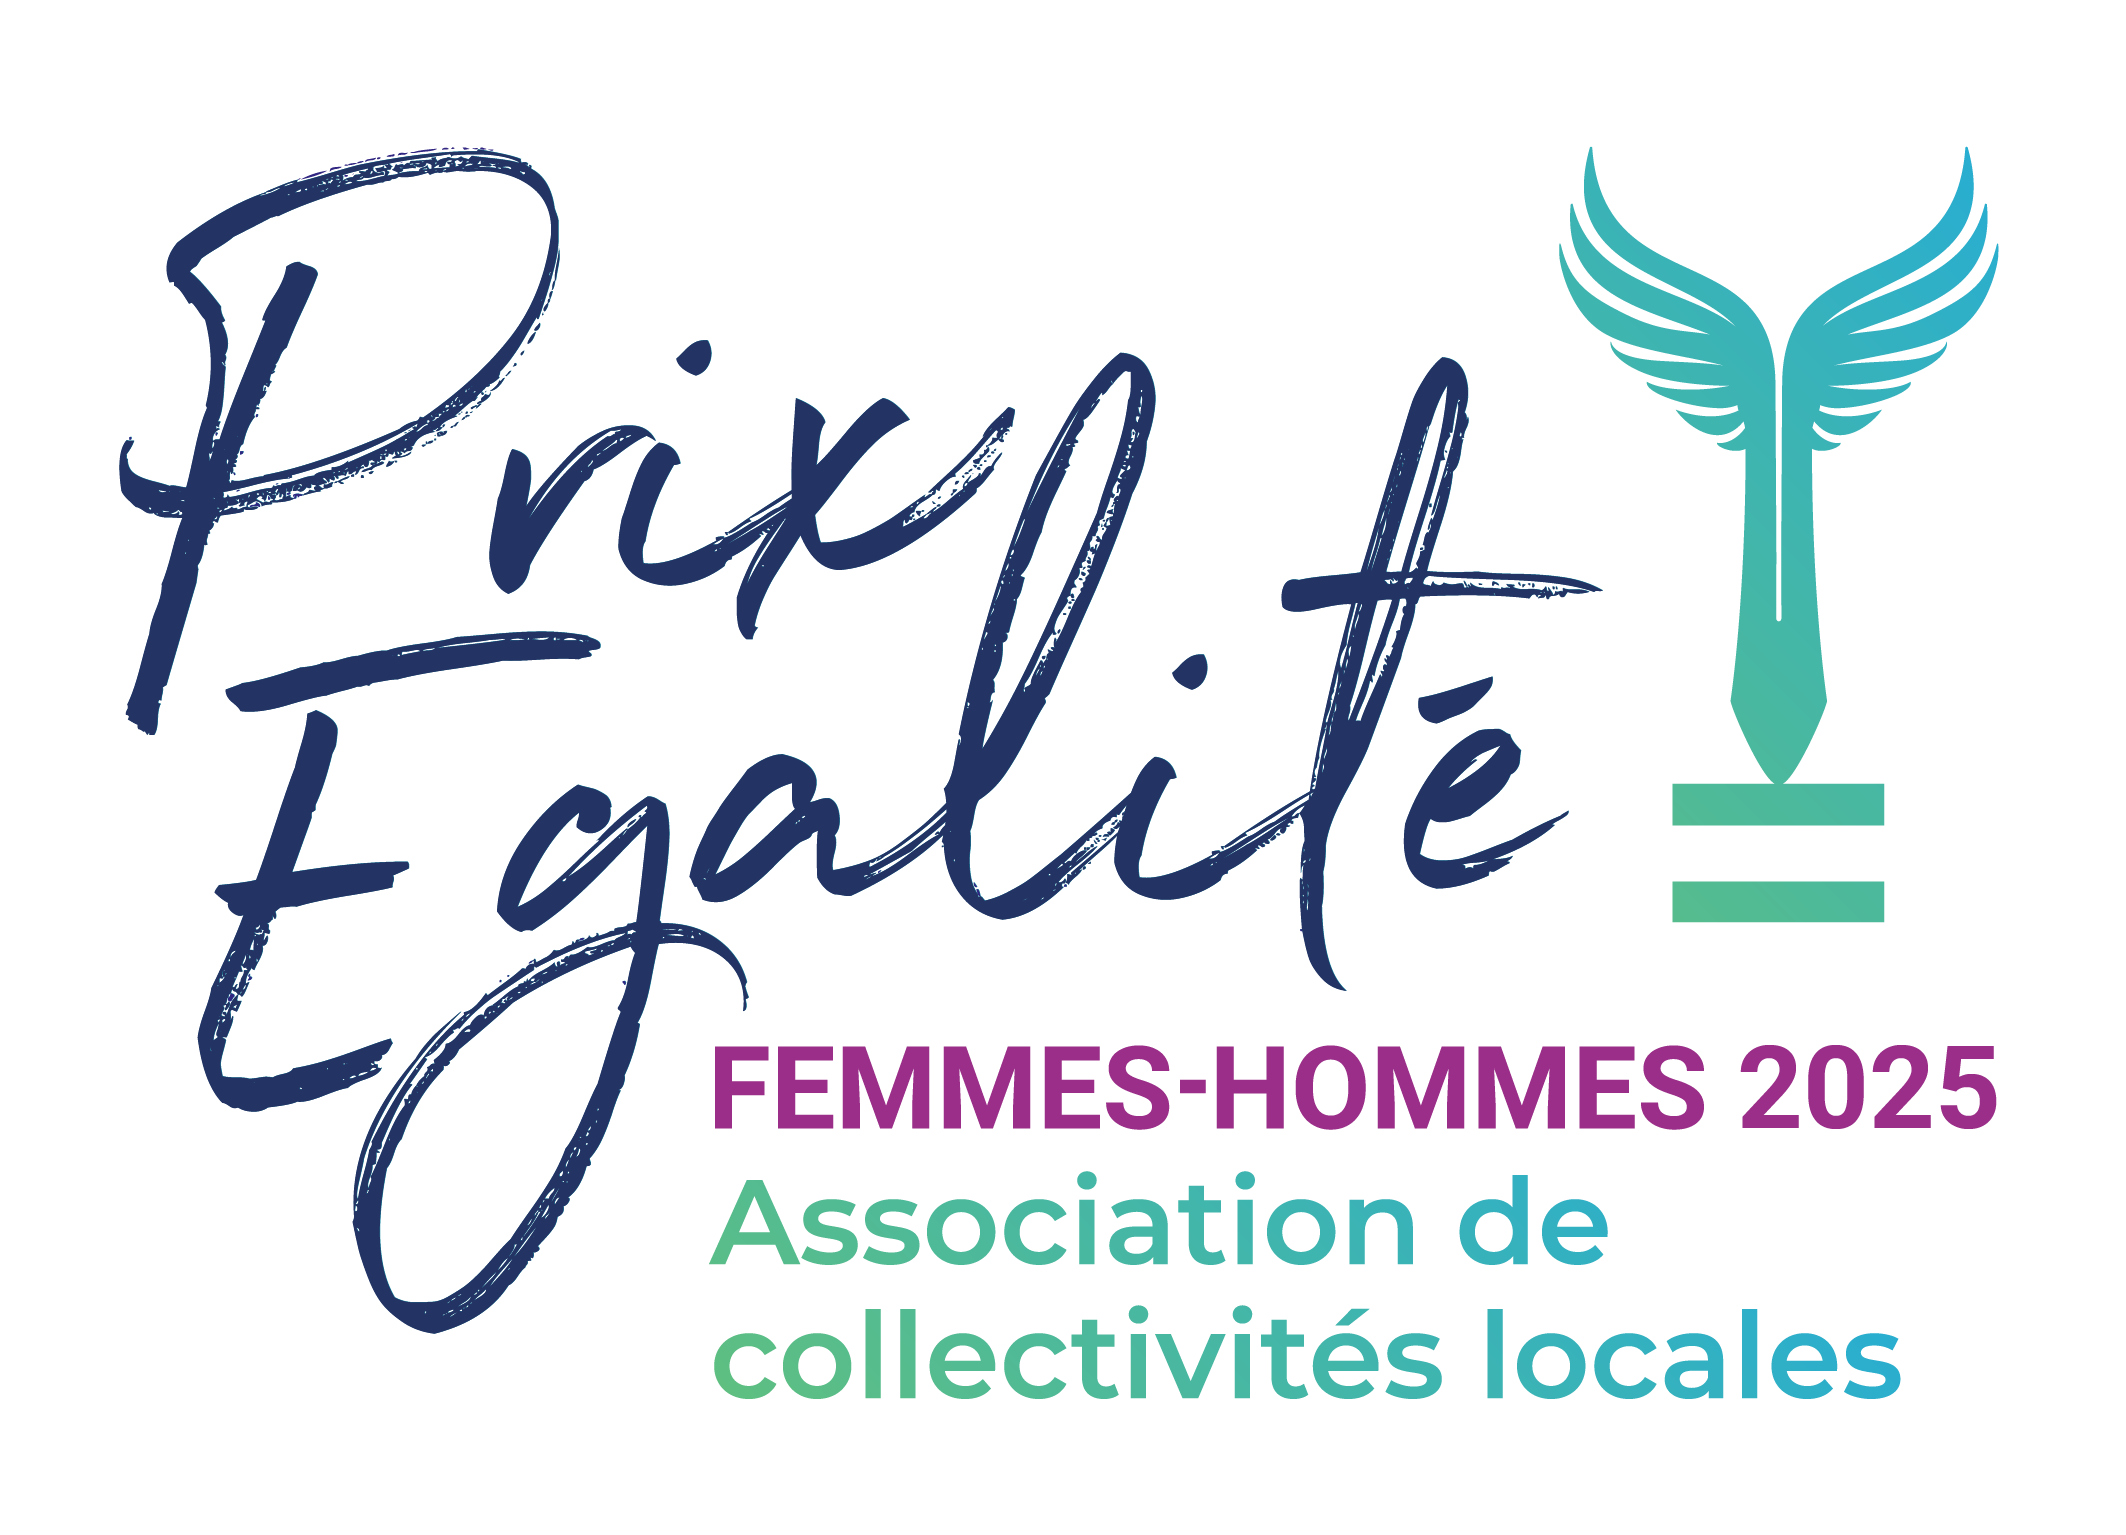 Prix
Egalité
FEMMES-HOMMES 2025
Association de
collectivités locales